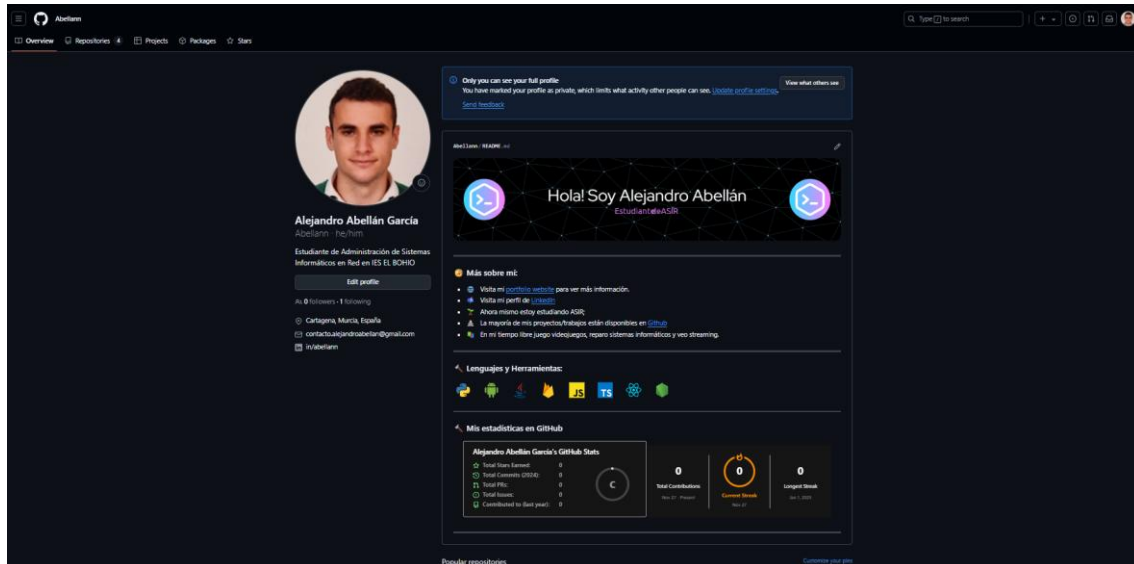 Abellann
Type / to search
Overview
Repositories 4
Projects
Packages
Stars
Alejandro Abellán García
Abellann · he/him
Estudiante de Administración de Sistemas
Informáticos en Red en IES EL BOHIO
Edit profile
0 followers · 1 following
Cartagena, Murcia, España
contacto.alejandroabellan@gmail.com
in/abellann
Only you can see your full profile
You have marked your profile as private, which limits what activity other people can see. Update profile settings.
Send feedback
View what others see
Abellann / README.md
Hola! Soy Alejandro Abellán
EstudiantedeASIR
Más sobre mí:
Visita mi portfolio website para ver más información.
Visita mi perfil de LinkedIn
Ahora mismo estoy estudiando ASIR;
La mayoría de mis proyectos/trabajos están disponibles en Github
En mi tiempo libre juego videojuegos, reparo sistemas informáticos y veo streaming.
Lenguajes y Herramientas:
JS
TS
Mis estadísticas en GitHub
Alejandro Abellán García's GitHub Stats
Total Stars Earned: 0
Total Commits (2024): 0
Total PRs: 0
Total Issues: 0
Contributed to (last year): 0
C
0
Total Contributions
Nov 27 - Present
0
Current Streak
Nov 27
0
Longest Streak
Popular repositories
Customize your pins